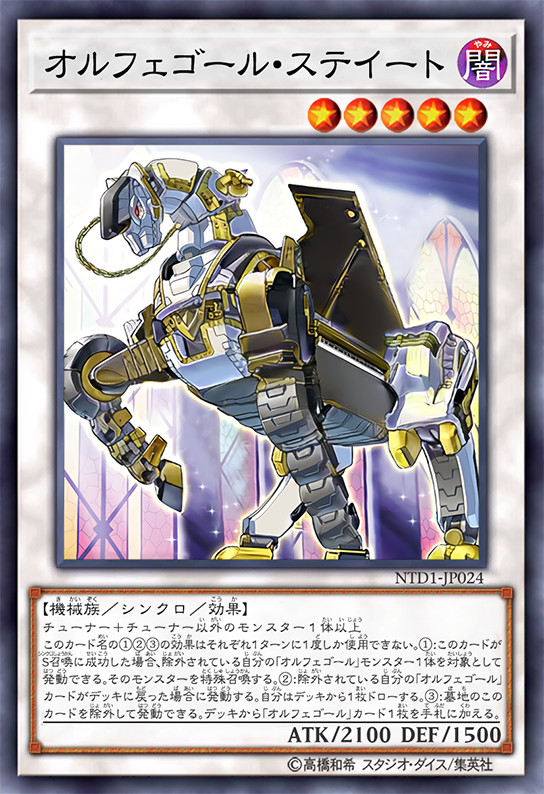 オルフェゴール・ステイート
闇
やみ
NTD1-JP024
【機械族／シンクロ／効果】
チューナー＋チューナー以外のモンスター１体以上
このカード名の①②③の効果はそれぞれ1ターンに1度しか使用できない。①:このカードが
S召喚に成功した場合、除外されている自分の「オルフェゴール」モンスター1体を対象として
発動できる。そのモンスターを特殊召喚する。②:除外されている自分の「オルフェゴール」
カードがデッキに戻った場合に発動する。自分はデッキから1枚ドローする。③:墓地のこの
カードを除外して発動できる。デッキから「オルフェゴール」カード1枚を手札に加える。
ATK/2100 DEF/1500
©高橋和希 スタジオ・ダイス/集英社